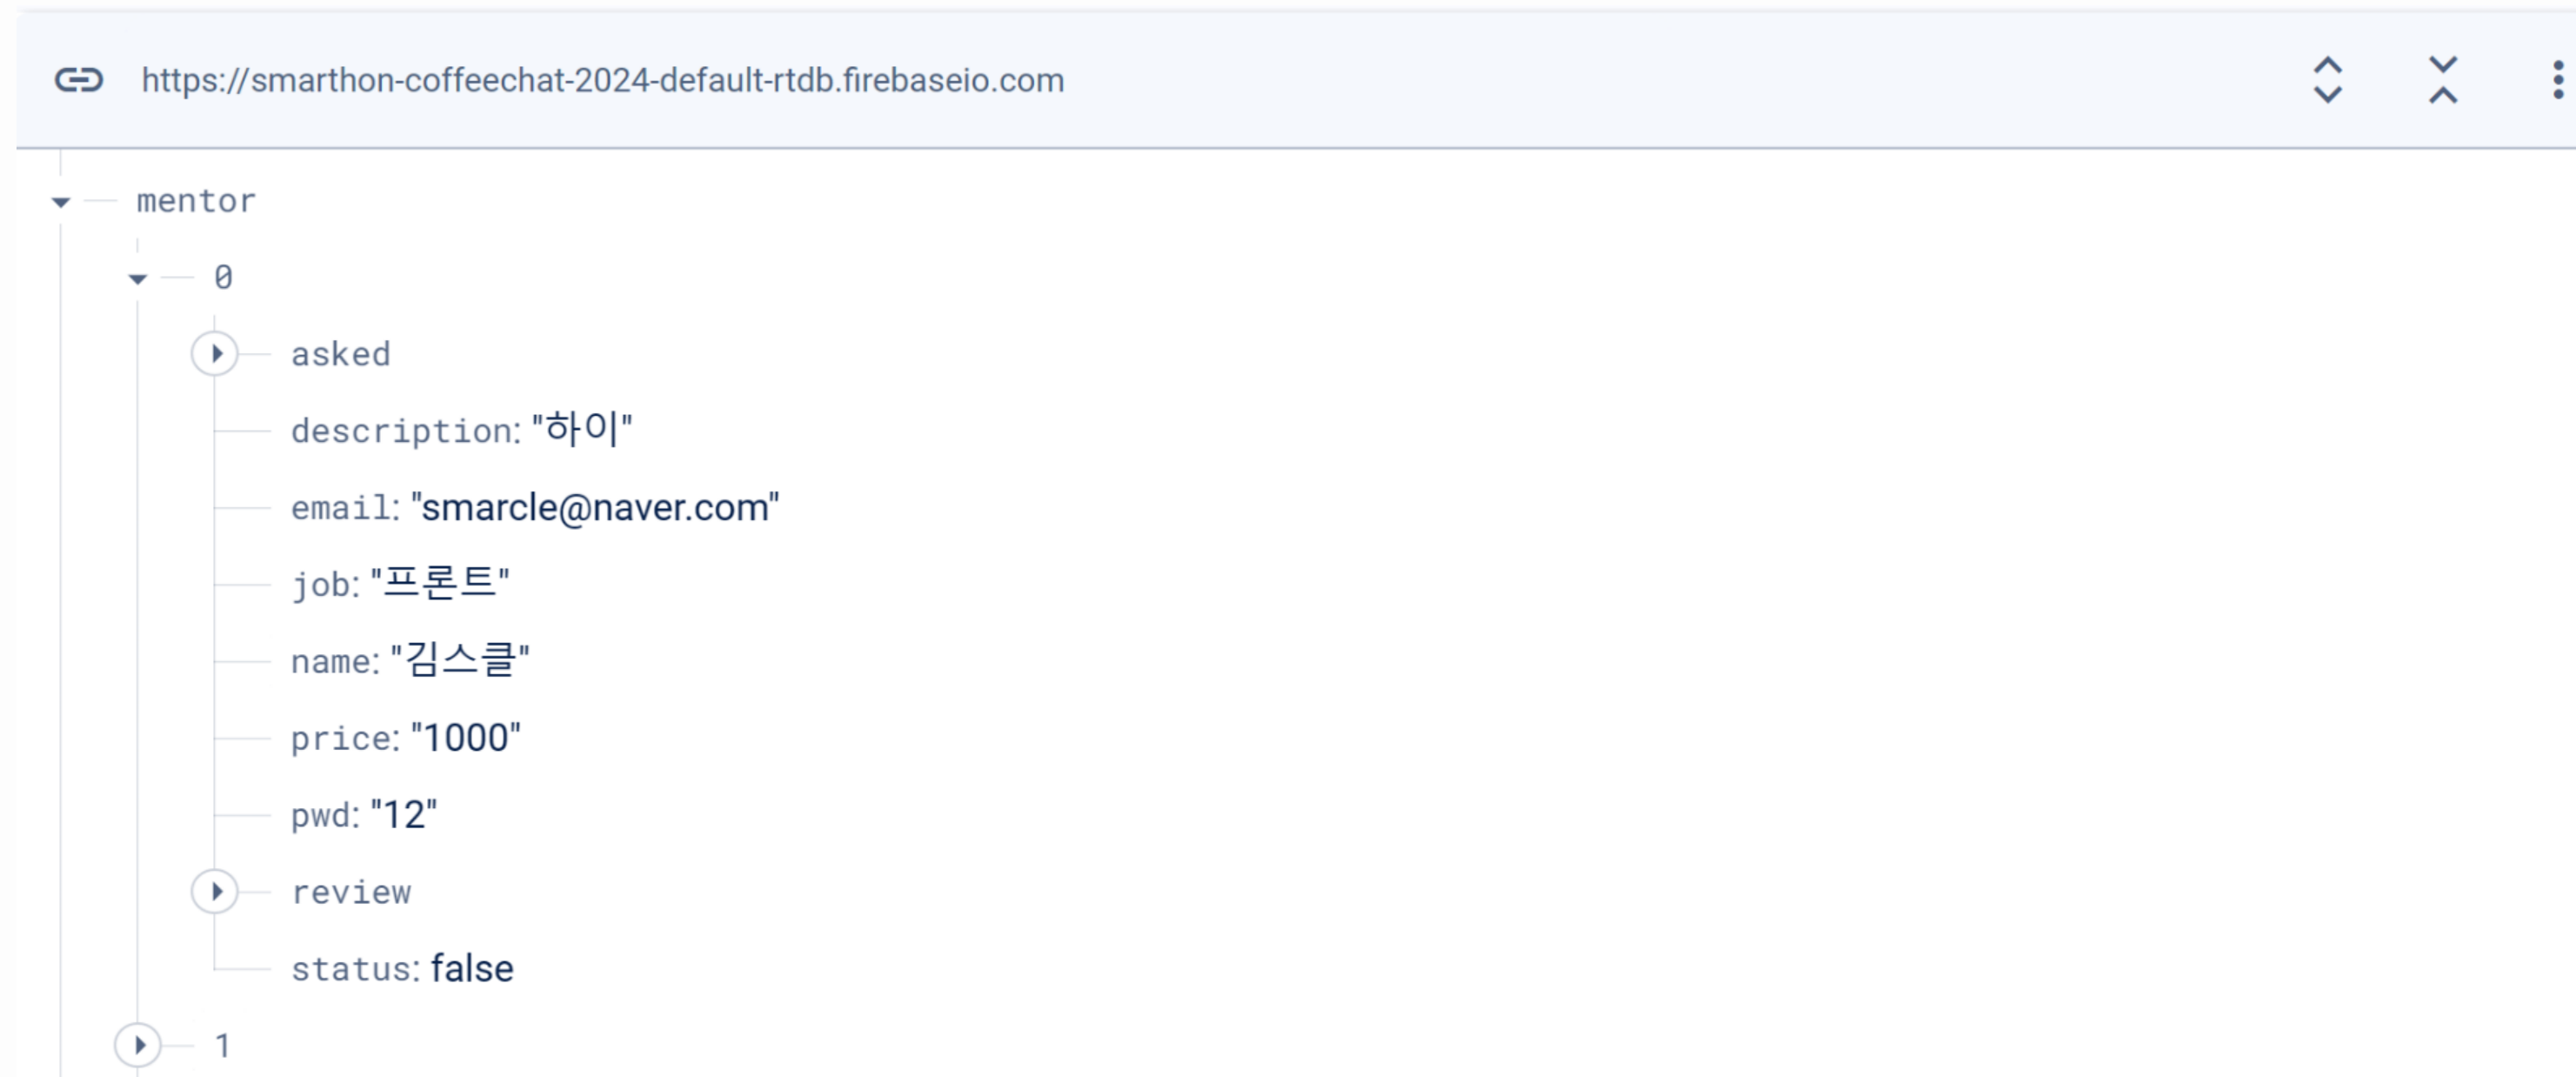 https://smarthon-coffeechat-2024-default-rtdb.firebaseio.com
mentor
0
asked
description: "하이"
email: "smarcle@naver.com"
job: "프론트"
name: "김스클"
price: "1000"
pwd: "12"
review
status: false
1